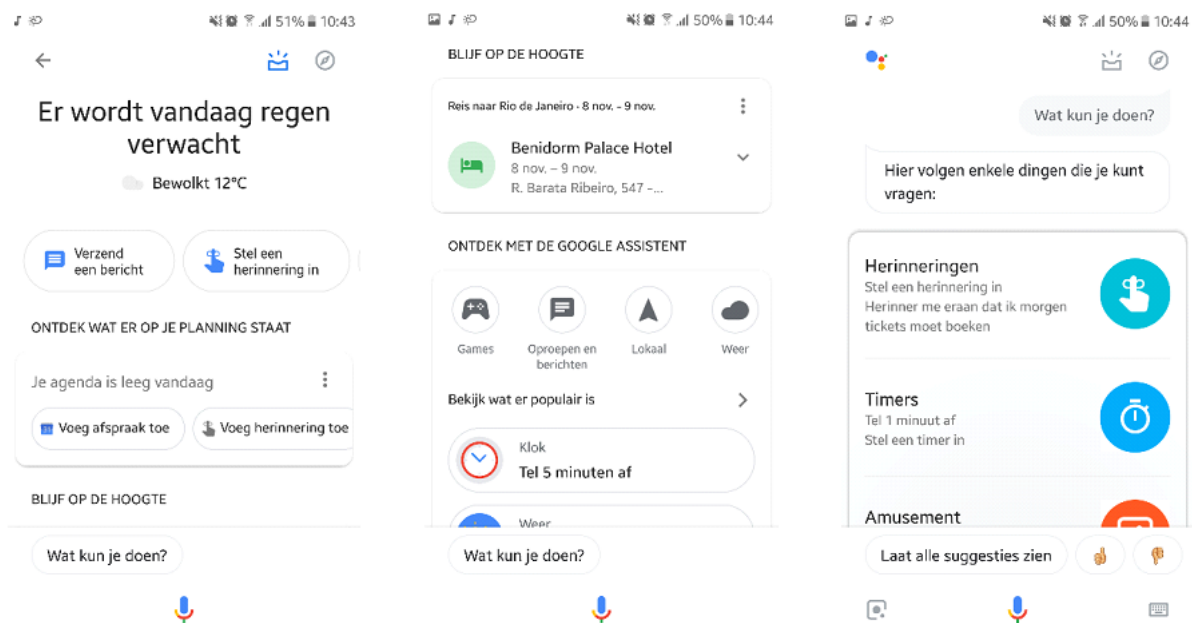 51% 10:43
Er wordt vandaag regen
verwacht
Bewolkt 12°C
Verzend
een bericht
Stel een
herinnering in
ONTDEK WAT ER OP JE PLANNING STAAT
Je agenda is leeg vandaag
Voeg afspraak toe
Voeg herinnering toe
BLIJF OP DE HOOGTE
Wat kun je doen?
50% 10:44
BLIJF OP DE HOOGTE
Reis naar Rio de Janeiro · 8 nov. - 9 nov.
Benidorm Palace Hotel
8 nov. – 9 nov.
R. Barata Ribeiro, 547 –...
ONTDEK MET DE GOOGLE ASSISTENT
Games
Oproepen en
berichten
Lokaal
Weer
Bekijk wat er populair is
Klok
Tel 5 minuten af
Weer
Wat kun je doen?
50% 10:44
Wat kun je doen?
Hier volgen enkele dingen die je kunt
vragen:
Herinneringen
Stel een herinnering in
Herinner me eraan dat ik morgen
tickets moet boeken
Timers
Tel 1 minuut af
Stel een timer in
Amusement
Laat alle suggesties zien